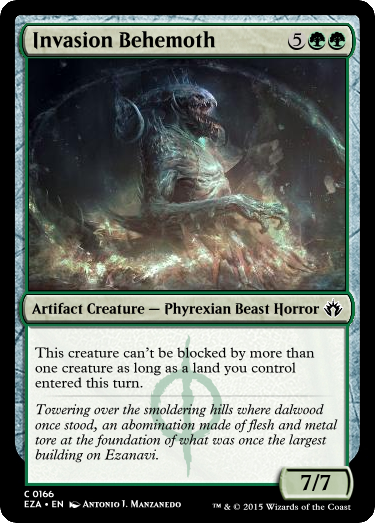 Invasion Behemoth 5
Artifact Creature — Phyrexian Beast Horror
This creature can't be blocked by more than
one creature as long as a land you control
entered this turn.
Towering over the smoldering hills where dalwood
once stood, an abomination made of flesh and metal
tore at the foundation of what was once the largest
building on Ezanavi.
7/7
C 0166
EZA • EN Antonio J. Manzanedo
™ & © 2015 Wizards of the Coast